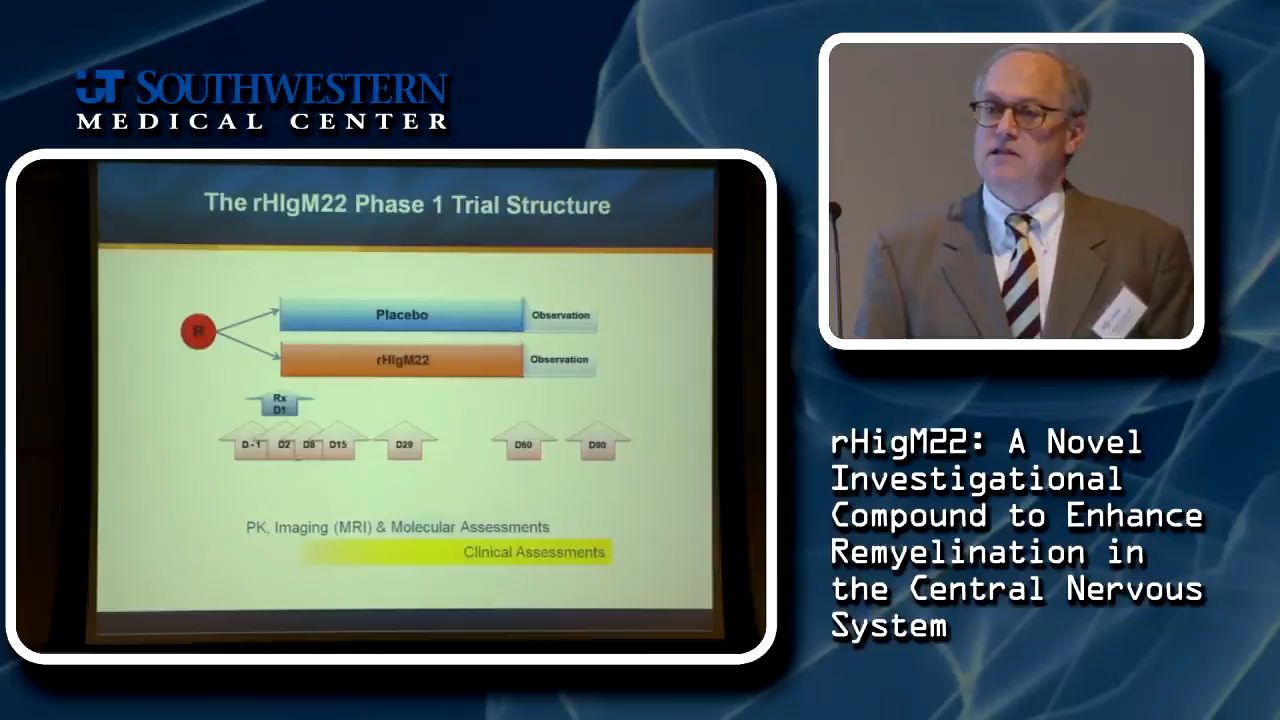 UT SOUTHWESTERN
MEDICAL CENTER
The rHIgM22 Phase 1 Trial Structure
R
Placebo
Observation
rHIgM22
Observation
Rx
D1
D-1
D2
D8
D15
D29
D60
D90
PK, Imaging (MRI) & Molecular Assessments
Clinical Assessments
rHigM22: A Novel
Investigational
Compound to Enhance
Remyelination in
the Central Nervous
System